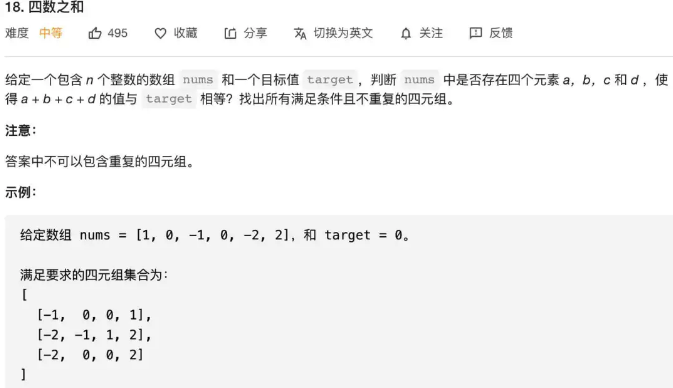 18. 四数之和
难度 中等 495 收藏 分享 切换为英文 关注 反馈
给定一个包含 n 个整数的数组 nums 和一个目标值 target，判断 nums 中是否存在四个元素 a，b，c 和 d ，使
得 a + b + c + d 的值与 target 相等？找出所有满足条件且不重复的四元组。
注意：
答案中不可以包含重复的四元组。
示例：
给定数组 nums = [1, 0, -1, 0, -2, 2]，和 target = 0。
满足要求的四元组集合为：
[
[-1, 0, 0, 1],
[-2, -1, 1, 2],
[-2, 0, 0, 2]
]